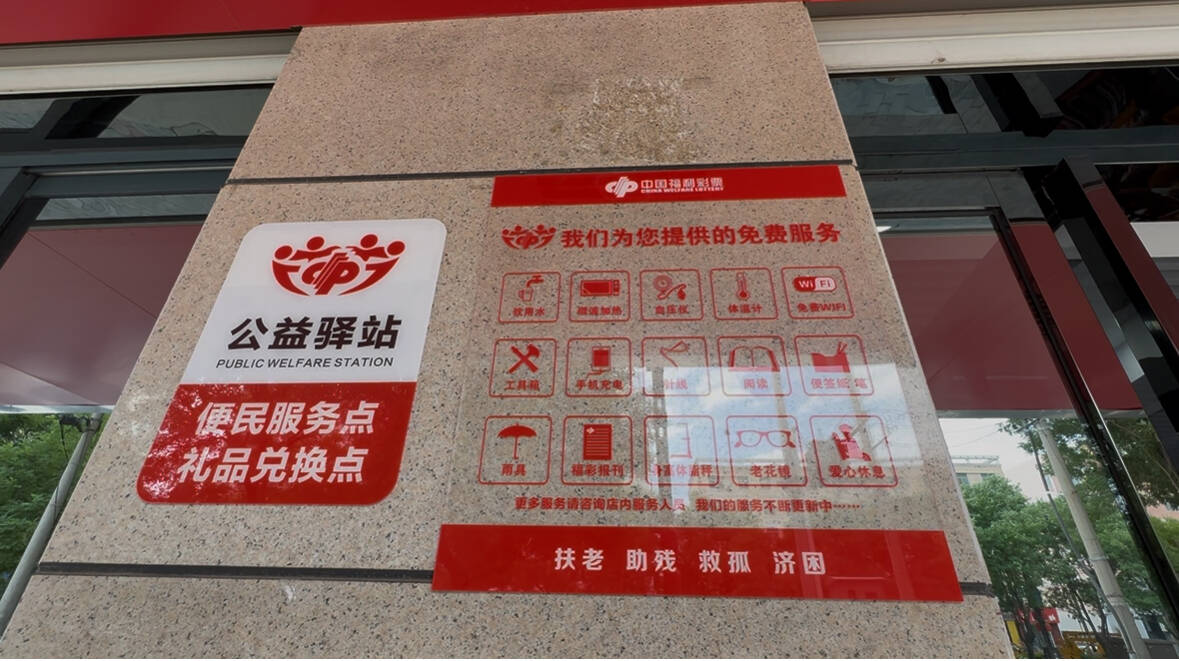 公益驿站
PUBLIC WELFARE STATION
便民服务点
礼品兑换点
中国福利彩票
CHINA WELFARE LOTTERY
我们为您提供的免费服务
饮用水 微波加热 血压仪 体温计 WiFi 免费WIFI
工具箱 手机充电 针线 阅读 便签纸 笔
雨具 福彩报刊 体重秤 老花镜 爱心休息
更多服务请咨询店内服务人员 我们的服务不断更新中……
扶老 助残 救孤 济困